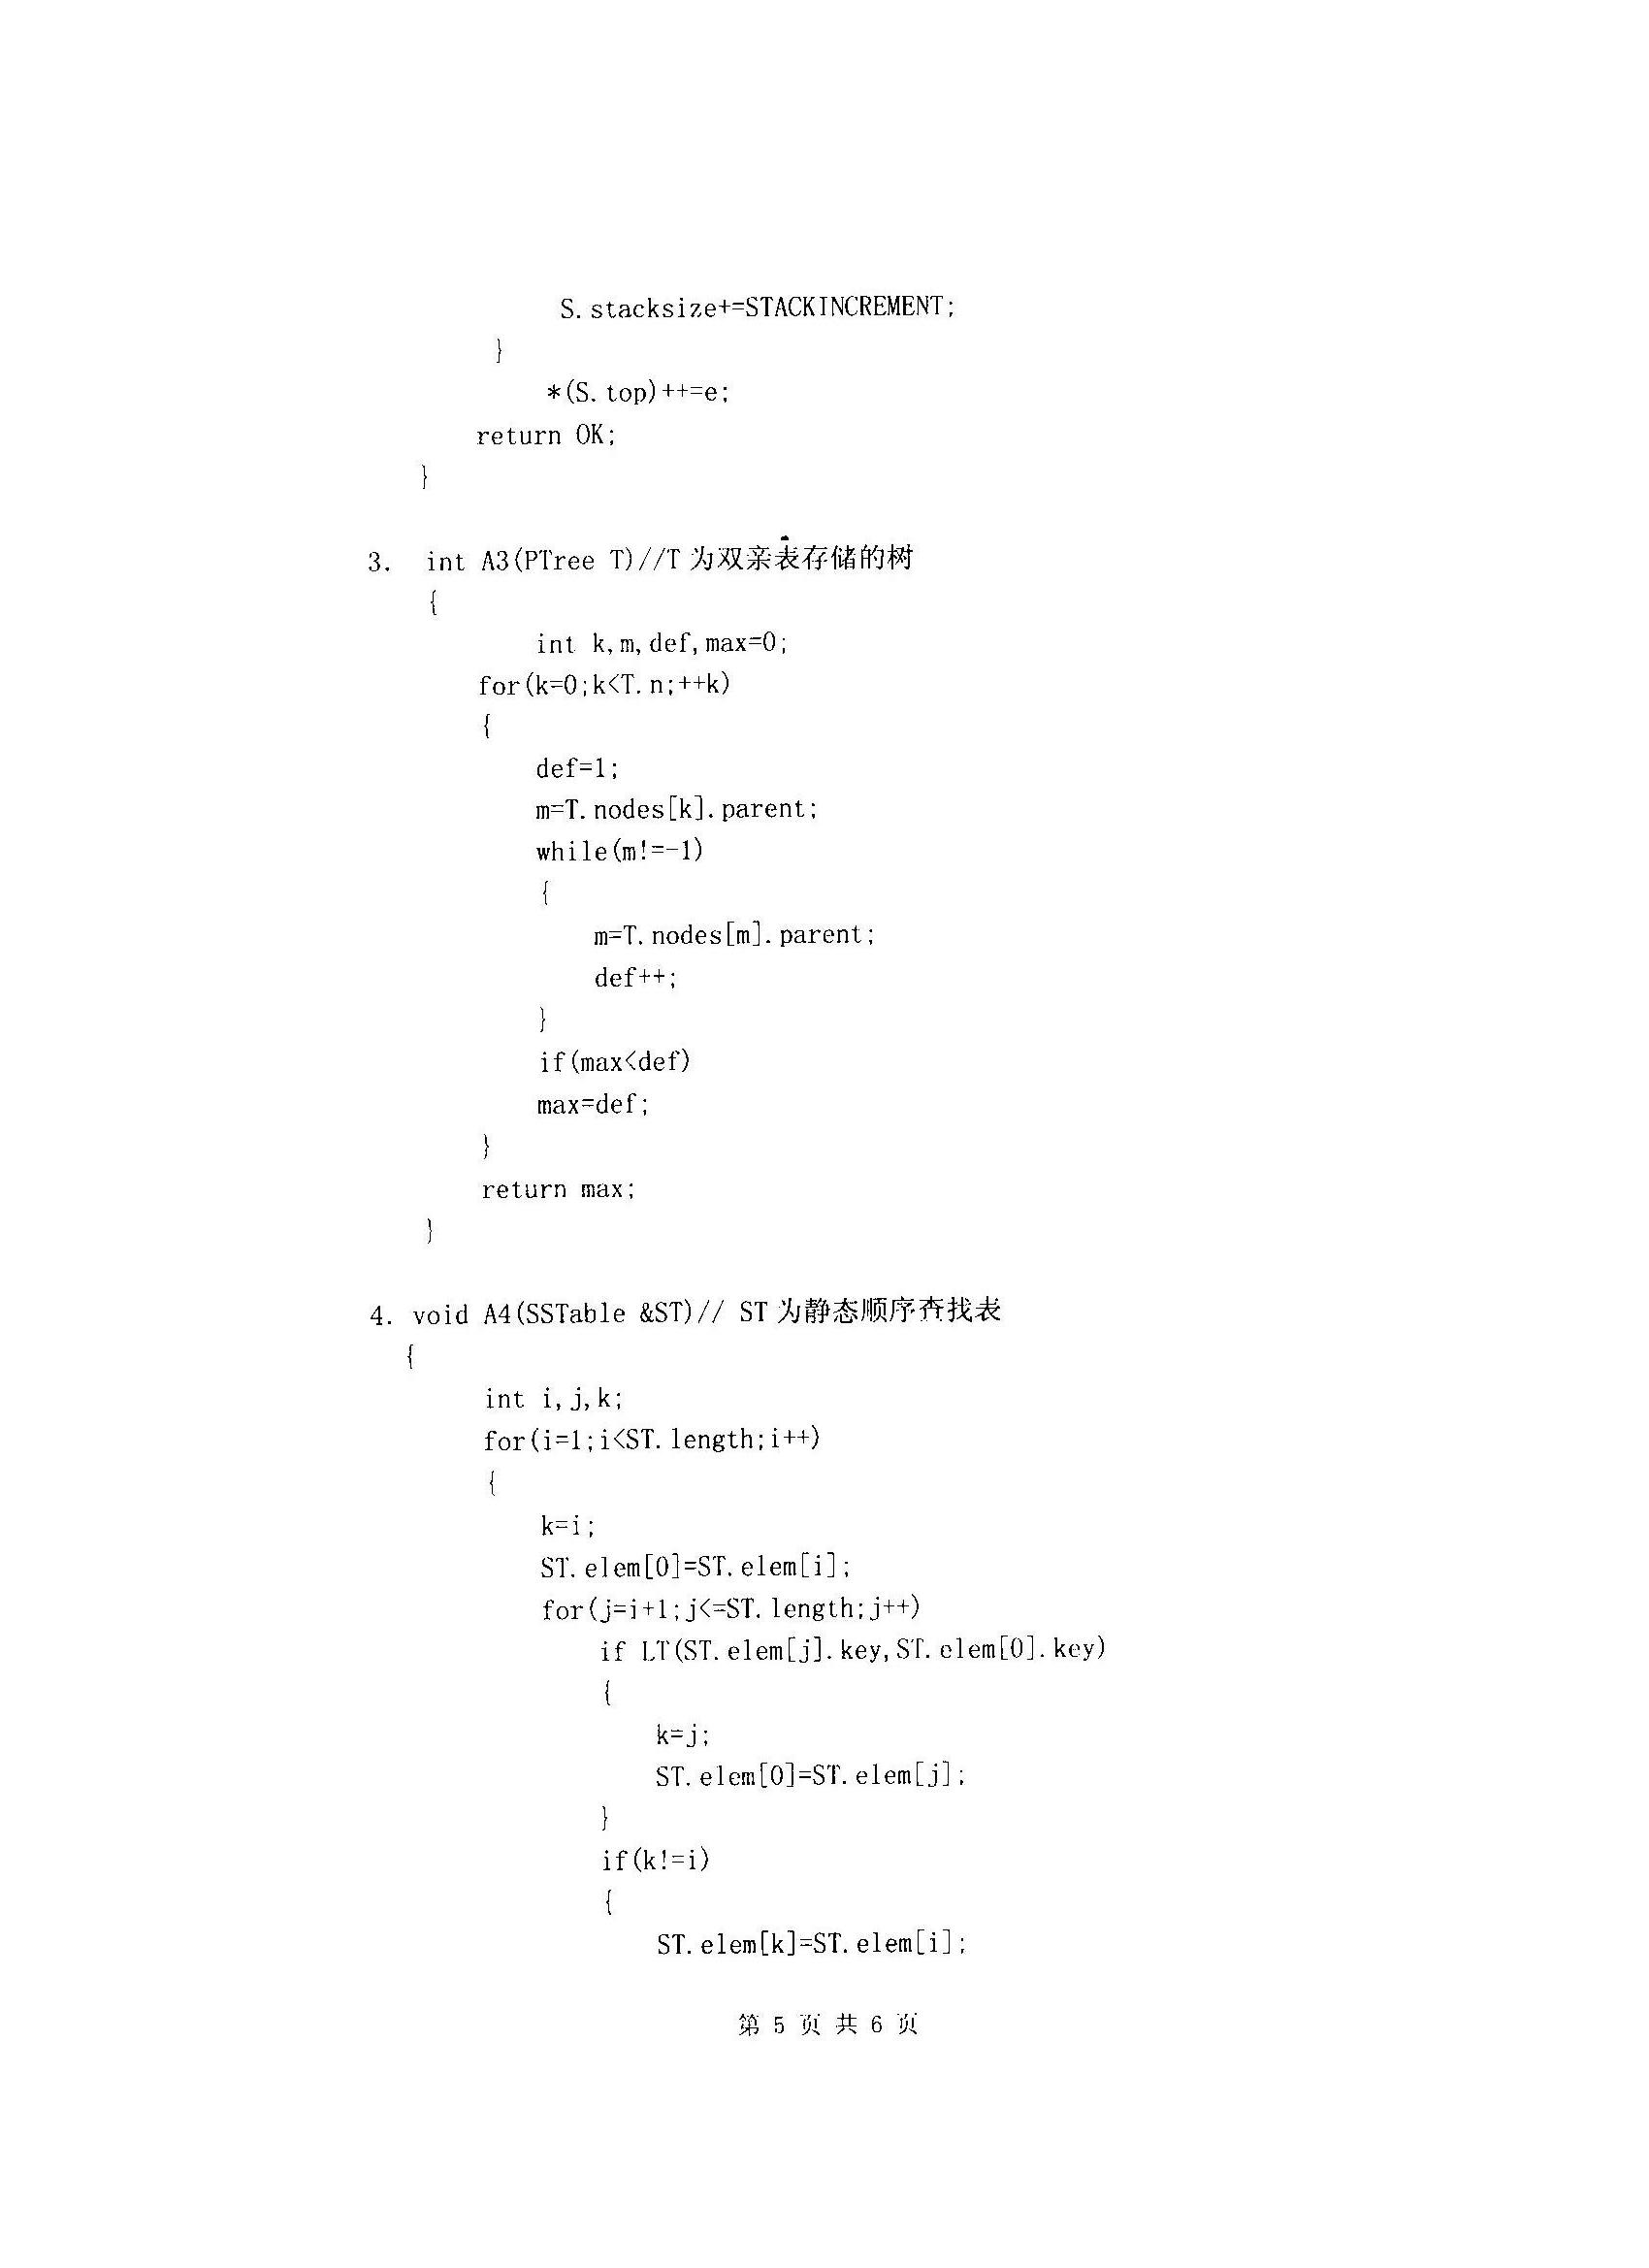 S.stacksize+=STACKINCREMENT;
}
*(S.top)++=e;
return OK;
}
3. int A3(PTree T)//T 为双亲表存储的树
{
int k,m,def,max=0;
for(k=0;k<T.n;++k)
{
def=1;
m=T.nodes[k].parent;
while(m!=-1)
{
m=T.nodes[m].parent;
def++;
}
if(max<def)
max=def;
}
return max;
}
4. void A4(SSTable &ST)// ST 为静态顺序查找表
{
int i,j,k;
for(i=1;i<ST.length;i++)
{
k=i;
ST.elem[0]=ST.elem[i];
for(j=i+1;j<=ST.length;j++)
if LT(ST.elem[j].key,ST.elem[0].key)
{
k=j;
ST.elem[0]=ST.elem[j];
}
if(k!=i)
{
ST.elem[k]=ST.elem[i];
第 5 页 共 6 页